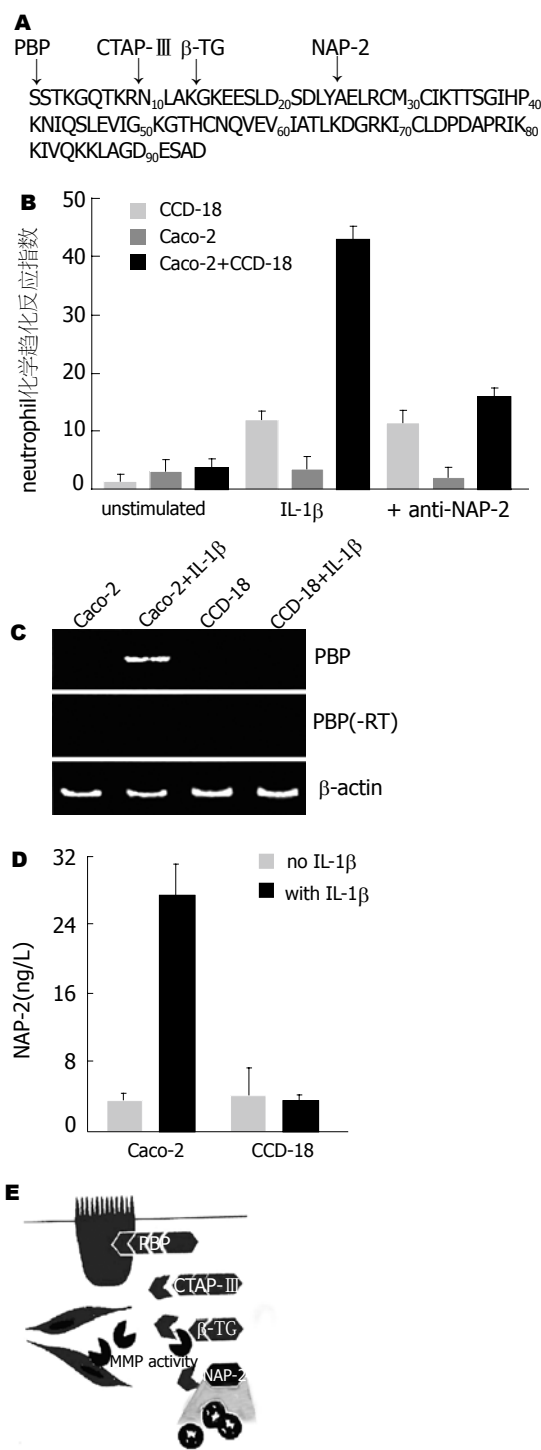 A
PBP CTAP-Ⅲ β-TG NAP-2
SSTKGQTKRN10LAKGKEESLD20SDLYAELRCM30CIKTTSGIHP40
KNIQSLEVIG50KGTHCNQVEV60IATLKDGRKI70CLDPDAPRIK80
KIVQKKLAGD90ESAD
B
neutrophil化学趋化反应指数
50
40
30
20
10
0
CCD-18
Caco-2
Caco-2+CCD-18
unstimulated IL-1β + anti-NAP-2
C
Caco-2 Caco-2+IL-1β CCD-18 CCD-18+IL-1β
PBP
PBP(-RT)
β-actin
D
NAP-2(ng/L)
32
24
16
8
0
no IL-1β
with IL-1β
Caco-2 CCD-18
E
PBP
CTAP-Ⅲ
β-TG
MMP activity
NAP-2